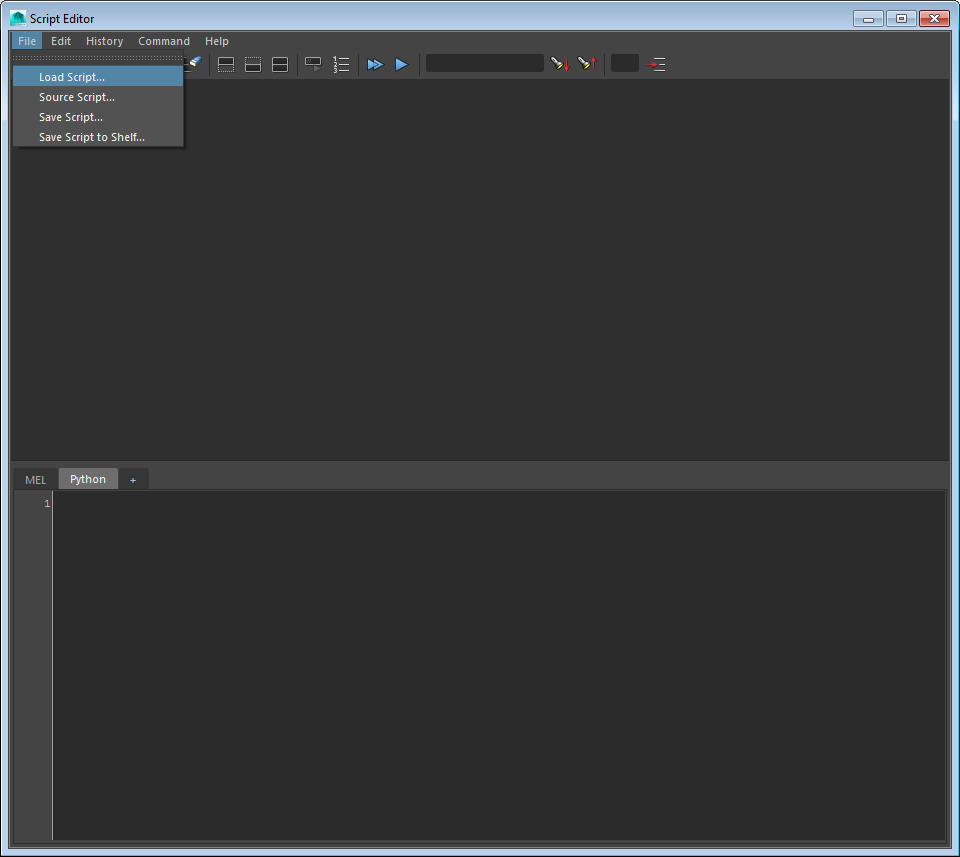 Script Editor
File Edit History Command Help
Load Script...
Source Script...
Save Script...
Save Script to Shelf...
MEL Python +
1